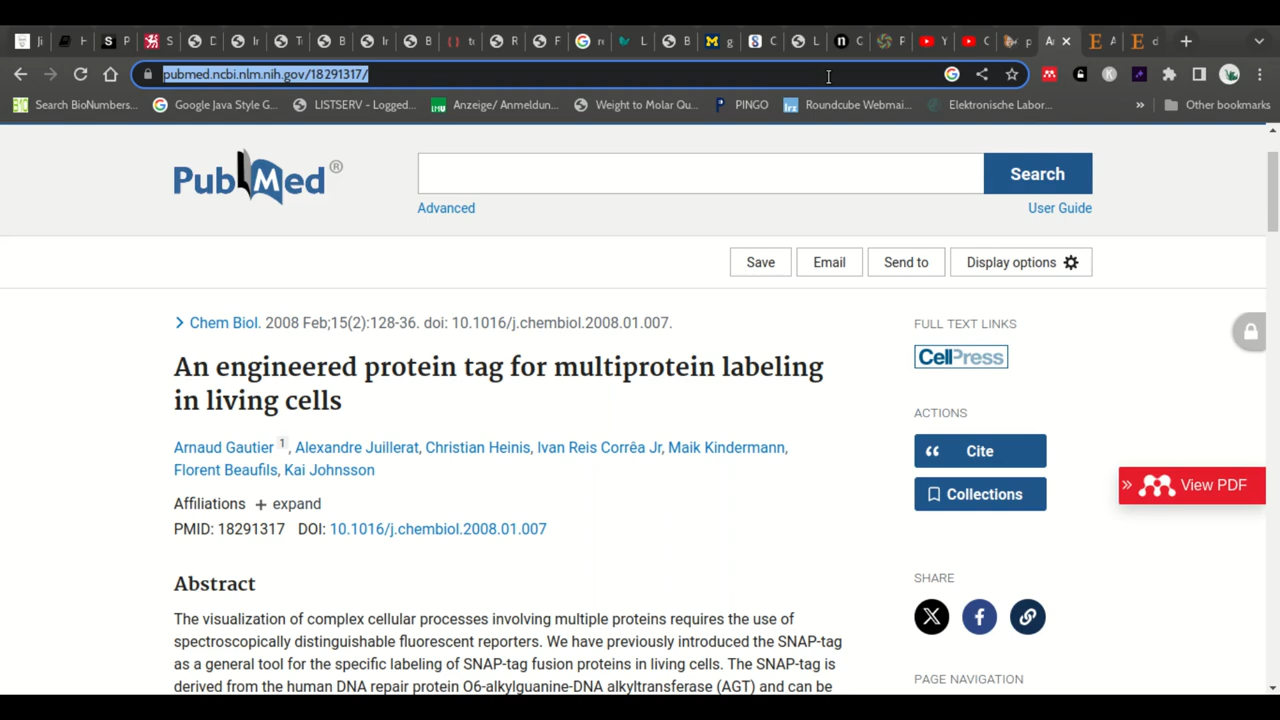 Ji
H
S P
S
D
Ir
Ti
B
Ir
B
te
R
F
re
L
B
M g
8 C
L
n C
P
Y
C
p
A
E A
E d
pubmed.ncbi.nlm.nih.gov/18291317/
Search BioNumbers... Google Java Style G... LISTSERV - Logged... Anzeige/ Anmeldun... Weight to Molar Qu... PINGO Roundcube Webmai... Elektronische Labor... » Other bookmarks
PubMed®
Search
Advanced User Guide
Save Email Send to Display options
Chem Biol. 2008 Feb;15(2):128-36. doi: 10.1016/j.chembiol.2008.01.007.
An engineered protein tag for multiprotein labeling
in living cells
Arnaud Gautier 1, Alexandre Juillerat, Christian Heinis, Ivan Reis Corrêa Jr, Maik Kindermann,
Florent Beaufils, Kai Johnsson
Affiliations + expand
PMID: 18291317 DOI: 10.1016/j.chembiol.2008.01.007
Abstract
The visualization of complex cellular processes involving multiple proteins requires the use of
spectroscopically distinguishable fluorescent reporters. We have previously introduced the SNAP-tag
as a general tool for the specific labeling of SNAP-tag fusion proteins in living cells. The SNAP-tag is
derived from the human DNA repair protein O6-alkylguanine-DNA alkyltransferase (AGT) and can be
FULL TEXT LINKS
CellPress
ACTIONS
Cite
Collections
» View PDF
SHARE
PAGE NAVIGATION